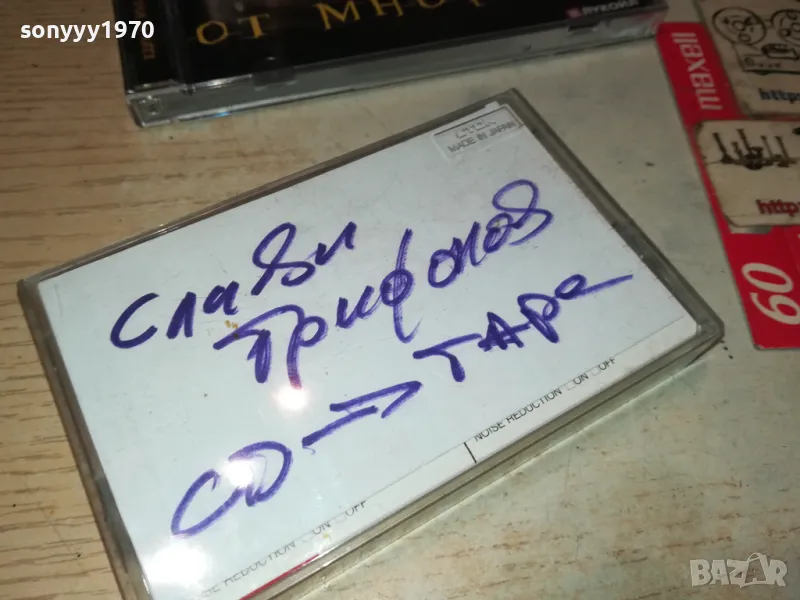 sonyyy1970
ОТ МНО
maxell
http:
http:
60
MADE IN JAPAN
Слави
Трифонов
CD → TAPE
NOISE REDUCTION ON OFF
NOISE REDUCTION ON OFF
BAZAR